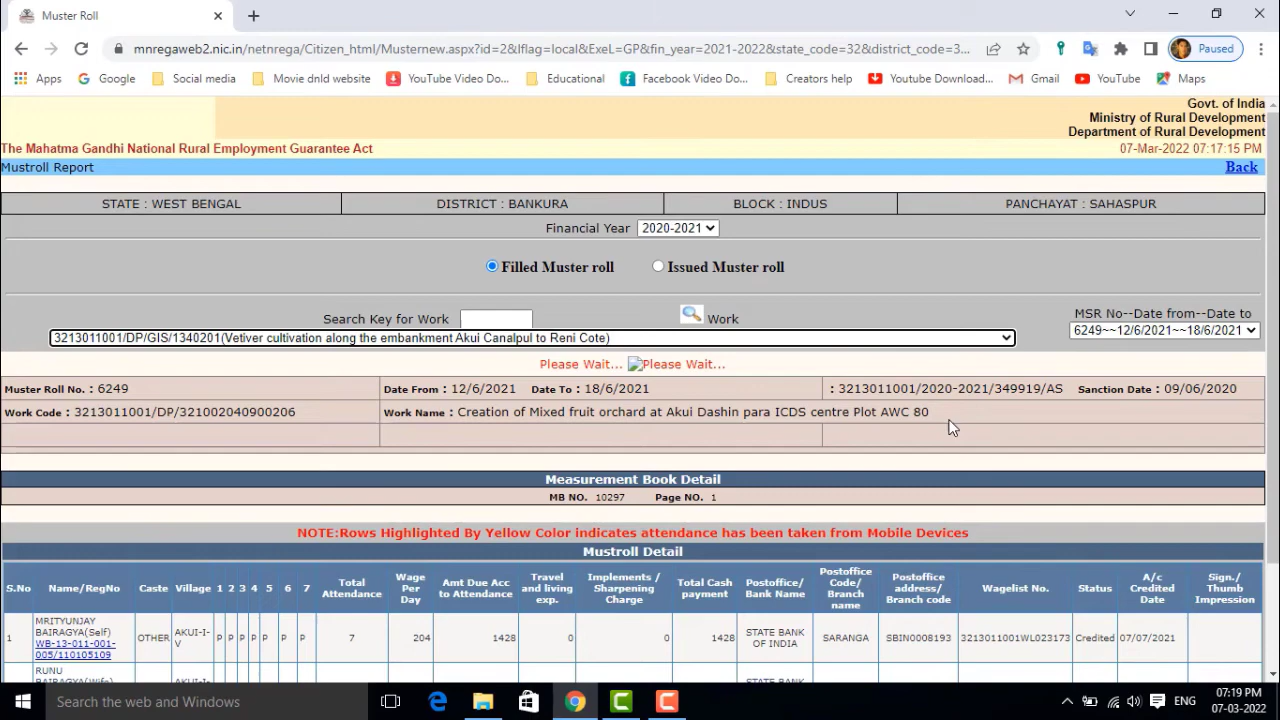 Muster Roll
mnregaweb2.nic.in/netnrega/Citizen_html/Musternew.aspx?id=2&lflag=local&ExeL=GP&fin_year=2021-2022&state_code=32&district_code=3...
Paused
Apps Google Social media Movie dnld website YouTube Video Do... Educational Facebook Video Do... Creators help Youtube Download... Gmail YouTube Maps
Govt. of India
Ministry of Rural Development
Department of Rural Development
The Mahatma Gandhi National Rural Employment Guarantee Act 07-Mar-2022 07:17:15 PM
Mustroll Report Back
STATE : WEST BENGAL DISTRICT : BANKURA BLOCK : INDUS PANCHAYAT : SAHASPUR
Financial Year 2020-2021
Filled Muster roll Issued Muster roll
Search Key for Work Work MSR No--Date from--Date to
3213011001/DP/GIS/1340201(Vetiver cultivation along the embankment Akui Canalpul to Reni Cote) 6249~~12/6/2021~~18/6/2021
Please Wait... Please Wait...
Muster Roll No. : 6249 Date From : 12/6/2021 Date To : 18/6/2021 : 3213011001/2020-2021/349919/AS Sanction Date : 09/06/2020
Work Code : 3213011001/DP/321002040900206 Work Name : Creation of Mixed fruit orchard at Akui Dashin para ICDS centre Plot AWC 80
Measurement Book Detail
MB NO. 10297 Page NO. 1
NOTE:Rows Highlighted By Yellow Color indicates attendance has been taken from Mobile Devices
Mustroll Detail
S.No Name/RegNo Caste Village 1 2 3 4 5 6 7 Total Attendance Wage Per Day Amt Due Acc to Attendance Travel and living exp. Implements / Sharpening Charge Total Cash payment Postoffice/ Bank Name Postoffice Code/ Branch name Postoffice address/ Branch code Wagelist No. Status A/c Credited Date Sign./ Thumb Impression
1 MRITYUNJAY BAIRAGYA(Self) WB-13-011-001-005/110105109 OTHER AKUI-I-V P P P P P P P 7 204 1428 0 0 1428 STATE BANK OF INDIA SARANGA SBIN0008193 3213011001WL023173 Credited 07/07/2021
RUNU BAIRAGYA(Wife) AKUI-I- STATE BANK
Search the web and Windows ENG 07:19 PM
07-03-2022